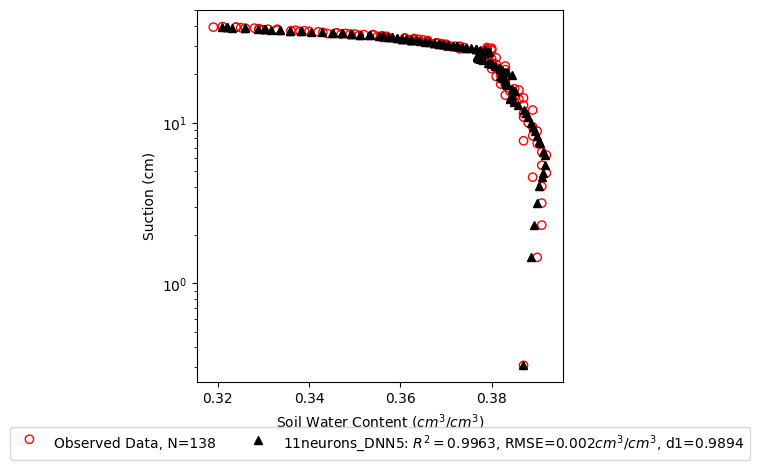 10¹
10⁰
Suction (cm)
0.32 0.34 0.36 0.38
Soil Water Content (cm³/cm³)
Observed Data, N=138 11neurons_DNN5: R² = 0.9963, RMSE=0.002cm³/cm³, d1=0.9894